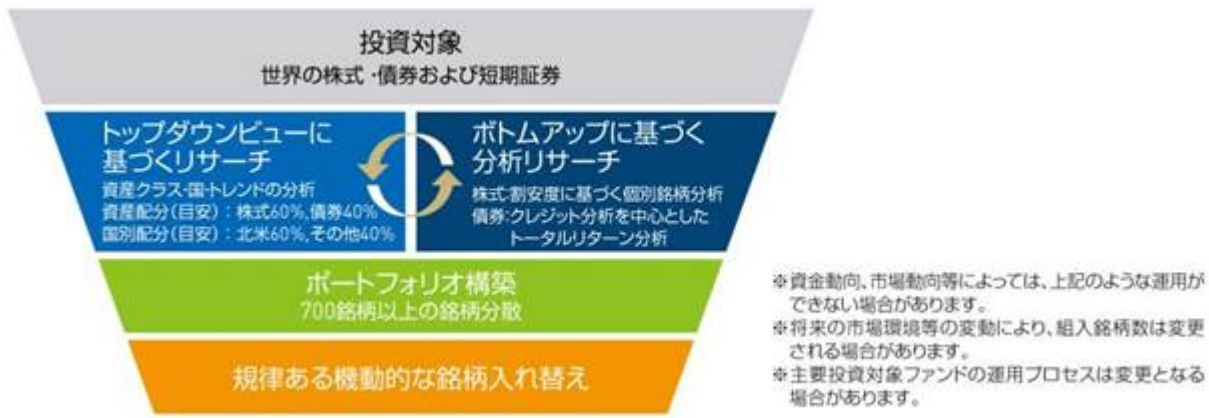 投資対象
世界の株式・債券および短期証券
トップダウンビューに
基づくリサーチ
資産クラス・国・トレンドの分析
資産配分(目安)：株式60%,債券40%
国別配分(目安)：北米60%,その他40%
ボトムアップに基づく
分析リサーチ
株式:割安度に基づく個別銘柄分析
債券:クレジット分析を中心とした
トータルリターン分析
ポートフォリオ構築
700銘柄以上の銘柄分散
規律ある機動的な銘柄入れ替え
※資金動向、市場動向等によっては、上記のような運用が
できない場合があります。
※将来の市場環境等の変動により、組入銘柄数は変更
される場合があります。
※主要投資対象ファンドの運用プロセスは変更となる
場合があります。